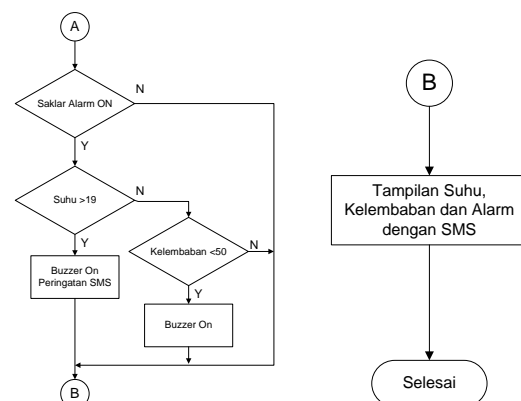 A
Saklar Alarm ON
N
Y
Suhu >19
N
Y
Buzzer On
Peringatan SMS
Kelembaban <50
N
Y
Buzzer On
B
B
Tampilan Suhu,
Kelembaban dan Alarm
dengan SMS
Selesai